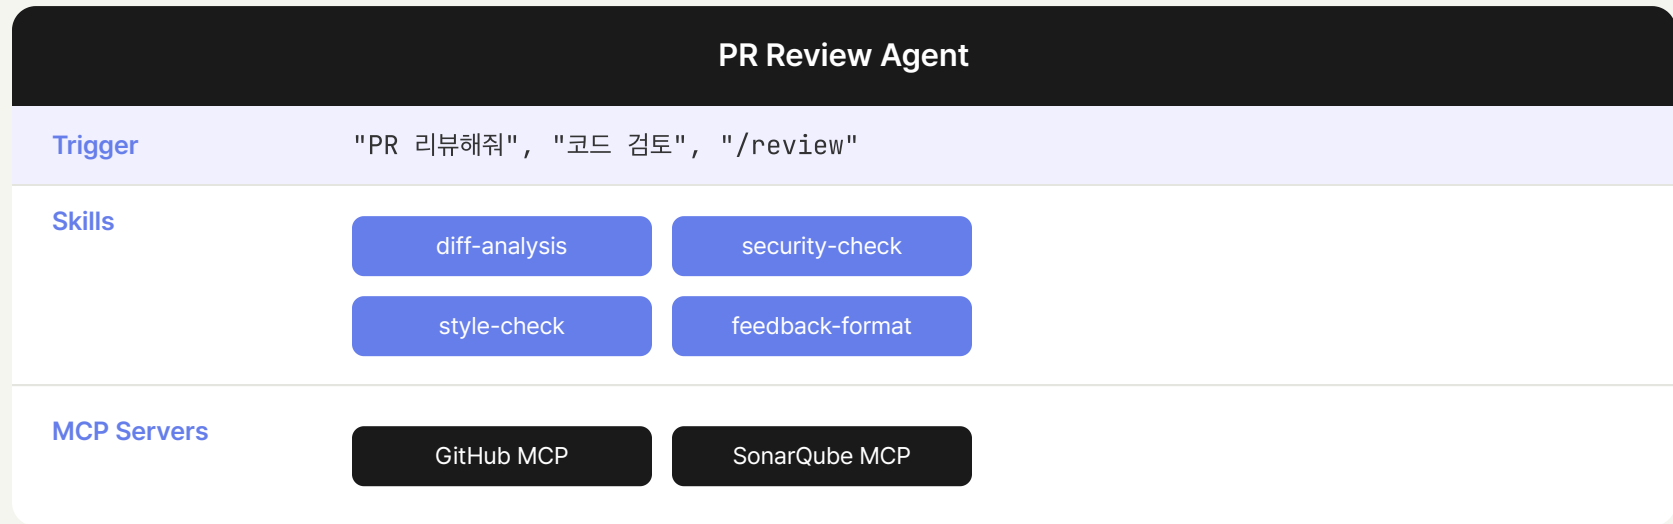 PR Review Agent
Trigger
"PR 리뷰해줘", "코드 검토", "/review"
Skills
diff-analysis
security-check
style-check
feedback-format
MCP Servers
GitHub MCP
SonarQube MCP